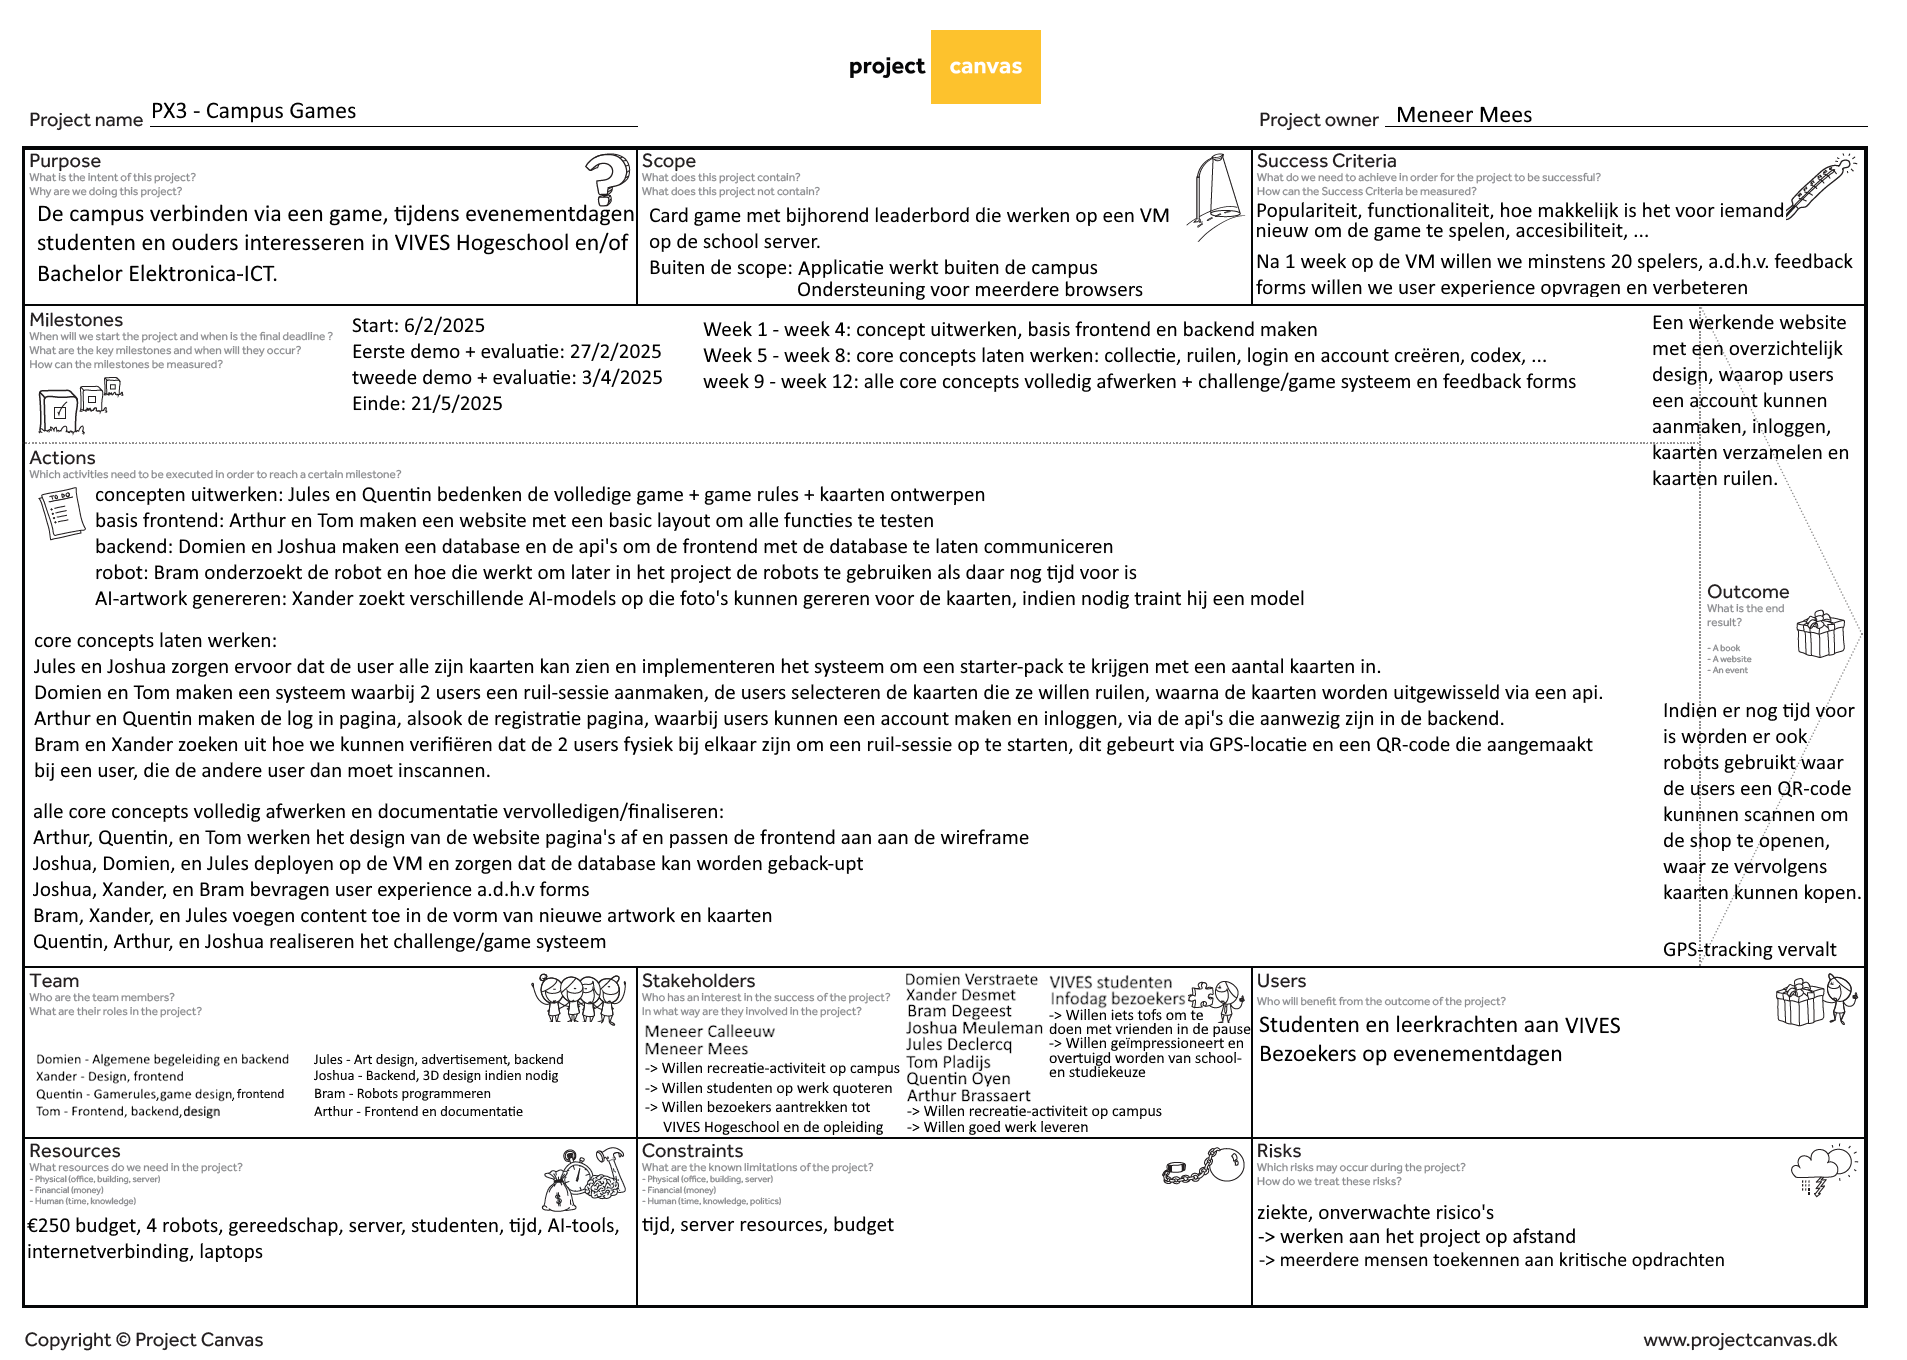 project canvas
Project name PX3 - Campus Games
Project owner Meneer Mees
Purpose
What is the intent of this project?
Why are we doing this project?
De campus verbinden via een game, tijdens evenementdagen
studenten en ouders interesseren in VIVES Hogeschool en/of
Bachelor Elektronica-ICT.
Scope
What does this project contain?
What does this project not contain?
Card game met bijhorend leaderbord die werken op een VM
op de school server.
Buiten de scope: Applicatie werkt buiten de campus
Ondersteuning voor meerdere browsers
Success Criteria
What do we need to achieve in order for the project to be successful?
How can the Success Criteria be measured?
Populariteit, functionaliteit, hoe makkelijk is het voor iemand
nieuw om de game te spelen, accesibiliteit, ...
Na 1 week op de VM willen we minstens 20 spelers, a.d.h.v. feedback
forms willen we user experience opvragen en verbeteren
Milestones
When will we start the project and when is the final deadline ?
What are the key milestones and when will they occur?
How can the milestones be measured?
Start: 6/2/2025
Eerste demo + evaluatie: 27/2/2025
tweede demo + evaluatie: 3/4/2025
Einde: 21/5/2025
Week 1 - week 4: concept uitwerken, basis frontend en backend maken
Week 5 - week 8: core concepts laten werken: collectie, ruilen, login en account creëren, codex, ...
week 9 - week 12: alle core concepts volledig afwerken + challenge/game systeem en feedback forms
Actions
Which activities need to be executed in order to reach a certain milestone?
TO DO
concepten uitwerken: Jules en Quentin bedenken de volledige game + game rules + kaarten ontwerpen
basis frontend: Arthur en Tom maken een website met een basic layout om alle functies te testen
backend: Domien en Joshua maken een database en de api's om de frontend met de database te laten communiceren
robot: Bram onderzoekt de robot en hoe die werkt om later in het project de robots te gebruiken als daar nog tijd voor is
AI-artwork genereren: Xander zoekt verschillende AI-models op die foto's kunnen gereren voor de kaarten, indien nodig traint hij een model
core concepts laten werken:
Jules en Joshua zorgen ervoor dat de user alle zijn kaarten kan zien en implementeren het systeem om een starter-pack te krijgen met een aantal kaarten in.
Domien en Tom maken een systeem waarbij 2 users een ruil-sessie aanmaken, de users selecteren de kaarten die ze willen ruilen, waarna de kaarten worden uitgewisseld via een api.
Arthur en Quentin maken de log in pagina, alsook de registratie pagina, waarbij users kunnen een account maken en inloggen, via de api's die aanwezig zijn in de backend.
Bram en Xander zoeken uit hoe we kunnen verifiëren dat de 2 users fysiek bij elkaar zijn om een ruil-sessie op te starten, dit gebeurt via GPS-locatie en een QR-code die aangemaakt
bij een user, die de andere user dan moet inscannen.
alle core concepts volledig afwerken en documentatie vervolledigen/finaliseren:
Arthur, Quentin, en Tom werken het design van de website pagina's af en passen de frontend aan aan de wireframe
Joshua, Domien, en Jules deployen op de VM en zorgen dat de database kan worden geback-upt
Joshua, Xander, en Bram bevragen user experience a.d.h.v forms
Bram, Xander, en Jules voegen content toe in de vorm van nieuwe artwork en kaarten
Quentin, Arthur, en Joshua realiseren het challenge/game systeem
Een werkende website
met een overzichtelijk
design, waarop users
een account kunnen
aanmaken, inloggen,
kaarten verzamelen en
kaarten ruilen.
Outcome
What is the end
result?
- A book
- A website
- An event
Indien er nog tijd voor
is worden er ook
robots gebruikt waar
de users een QR-code
kunnnen scannen om
de shop te openen,
waar ze vervolgens
kaarten kunnen kopen.
GPS-tracking vervalt
Team
Who are the team members?
What are their roles in the project?
Domien - Algemene begeleiding en backend
Xander - Design, frontend
Quentin - Gamerules,game design, frontend
Tom - Frontend, backend,design
Jules - Art design, advertisement, backend
Joshua - Backend, 3D design indien nodig
Bram - Robots programmeren
Arthur - Frontend en documentatie
Stakeholders
Who has an interest in the success of the project?
In what way are they involved in the project?
Meneer Calleeuw
Meneer Mees
-> Willen recreatie-activiteit op campus
-> Willen studenten op werk quoteren
-> Willen bezoekers aantrekken tot
VIVES Hogeschool en de opleiding
Domien Verstraete
Xander Desmet
Bram Degeest
Joshua Meuleman
Jules Declercq
Tom Pladijs
Quentin Oyen
Arthur Brassaert
-> Willen recreatie-activiteit op campus
-> Willen goed werk leveren
VIVES studenten
Infodag bezoekers
-> Willen iets tofs om te
doen met vrienden in de pause
-> Willen geïmpressioneert en
overtuigd worden van school-
en studiekeuze
Users
Who will benefit from the outcome of the project?
Studenten en leerkrachten aan VIVES
Bezoekers op evenementdagen
Resources
What resources do we need in the project?
- Physical (office, building, server)
- Financial (money)
- Human (time, knowledge)
€250 budget, 4 robots, gereedschap, server, studenten, tijd, AI-tools,
internetverbinding, laptops
Constraints
What are the known limitations of the project?
- Physical (office, building, server)
- Financial (money)
- Human (time, knowledge, politics)
tijd, server resources, budget
Risks
Which risks may occur during the project?
How do we treat these risks?
ziekte, onverwachte risico's
-> werken aan het project op afstand
-> meerdere mensen toekennen aan kritische opdrachten
Copyright © Project Canvas
www.projectcanvas.dk